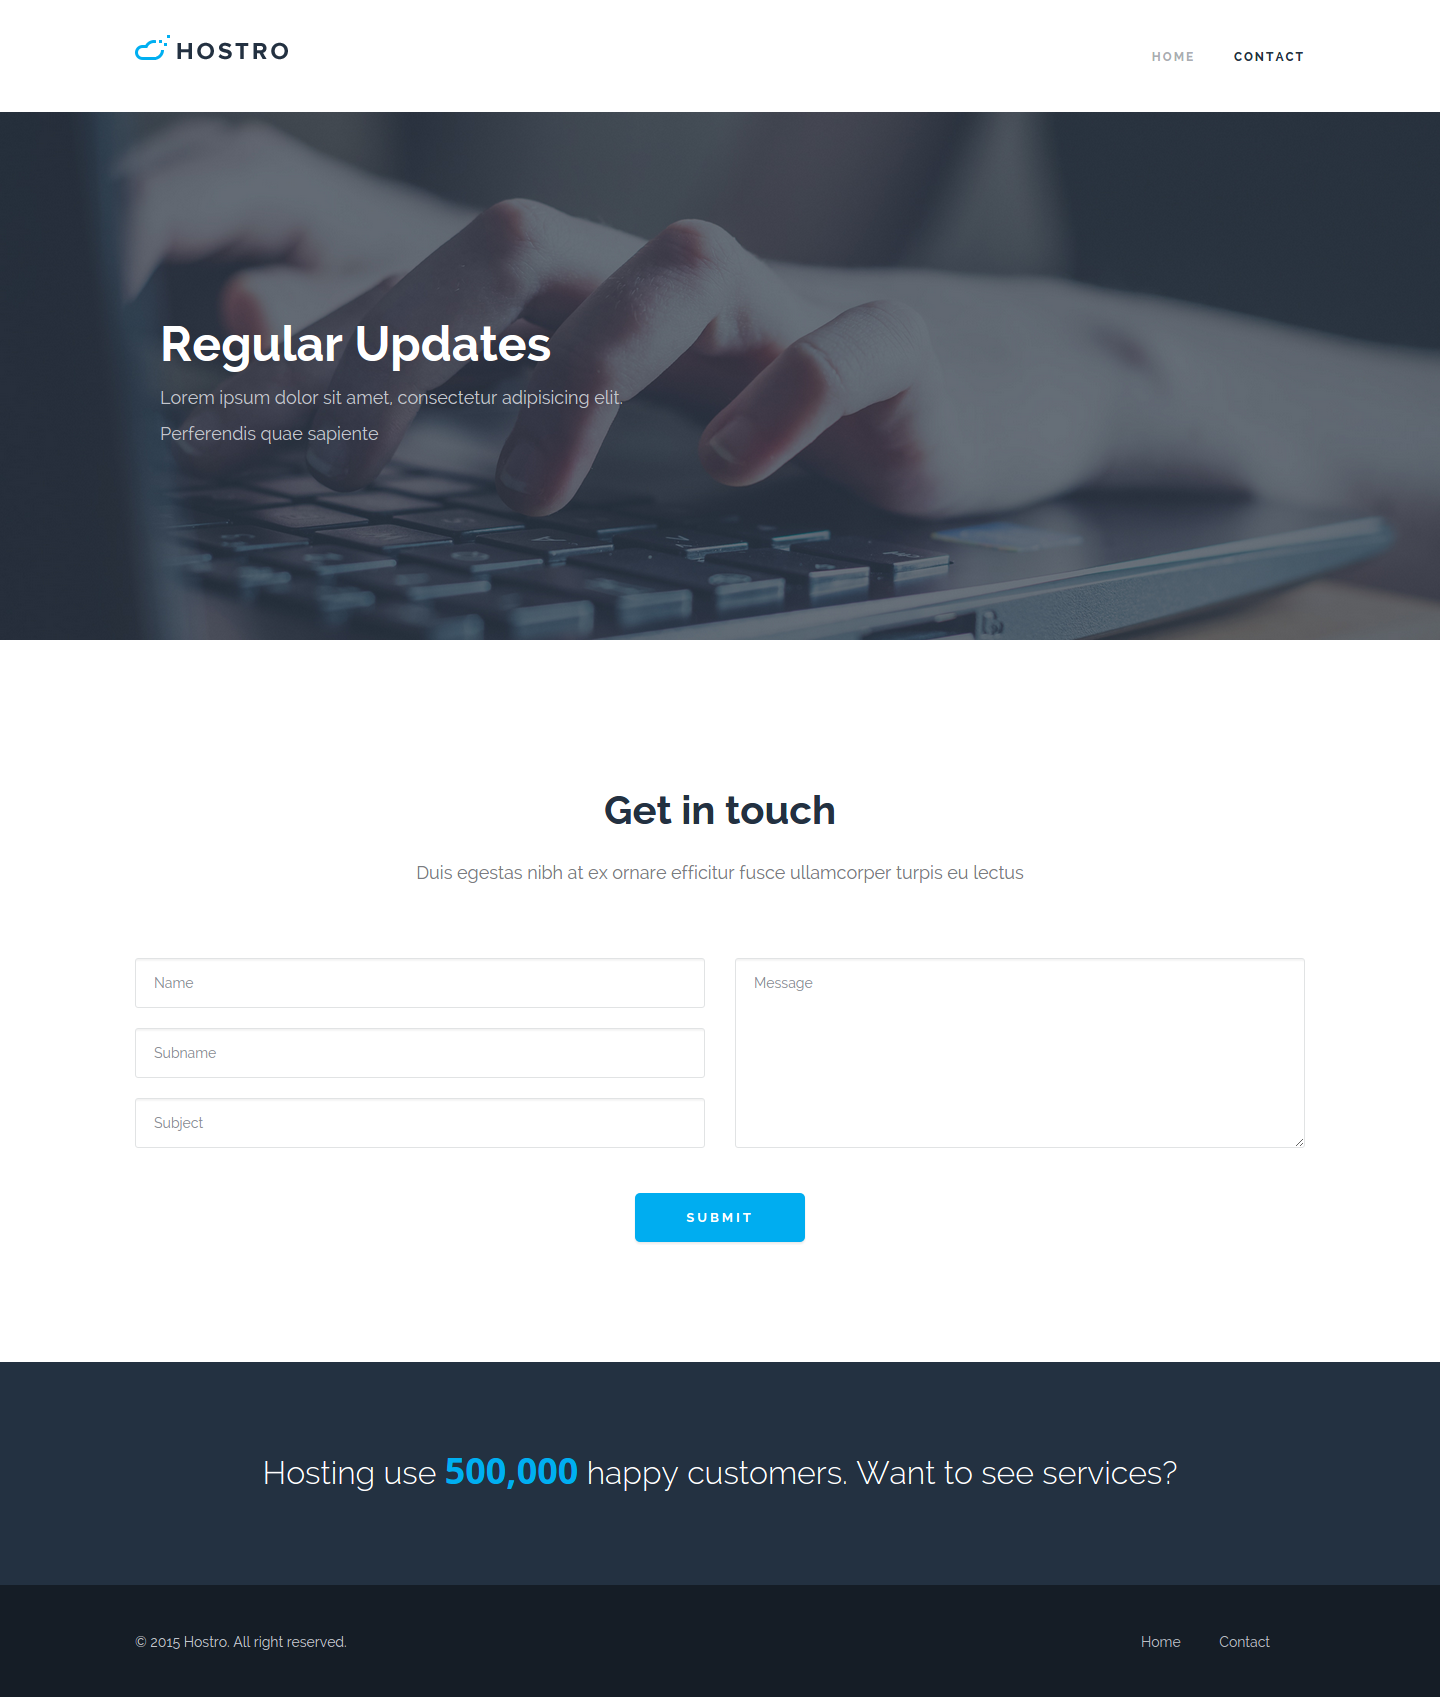 HOSTRO
HOME CONTACT
Regular Updates
Lorem ipsum dolor sit amet, consectetur adipisicing elit.
Perferendis quae sapiente
Get in touch
Duis egestas nibh at ex ornare efficitur fusce ullamcorper turpis eu lectus
Name
Subname
Subject
Message
SUBMIT
Hosting use 500,000 happy customers. Want to see services?
© 2015 Hostro. All right reserved.
Home Contact